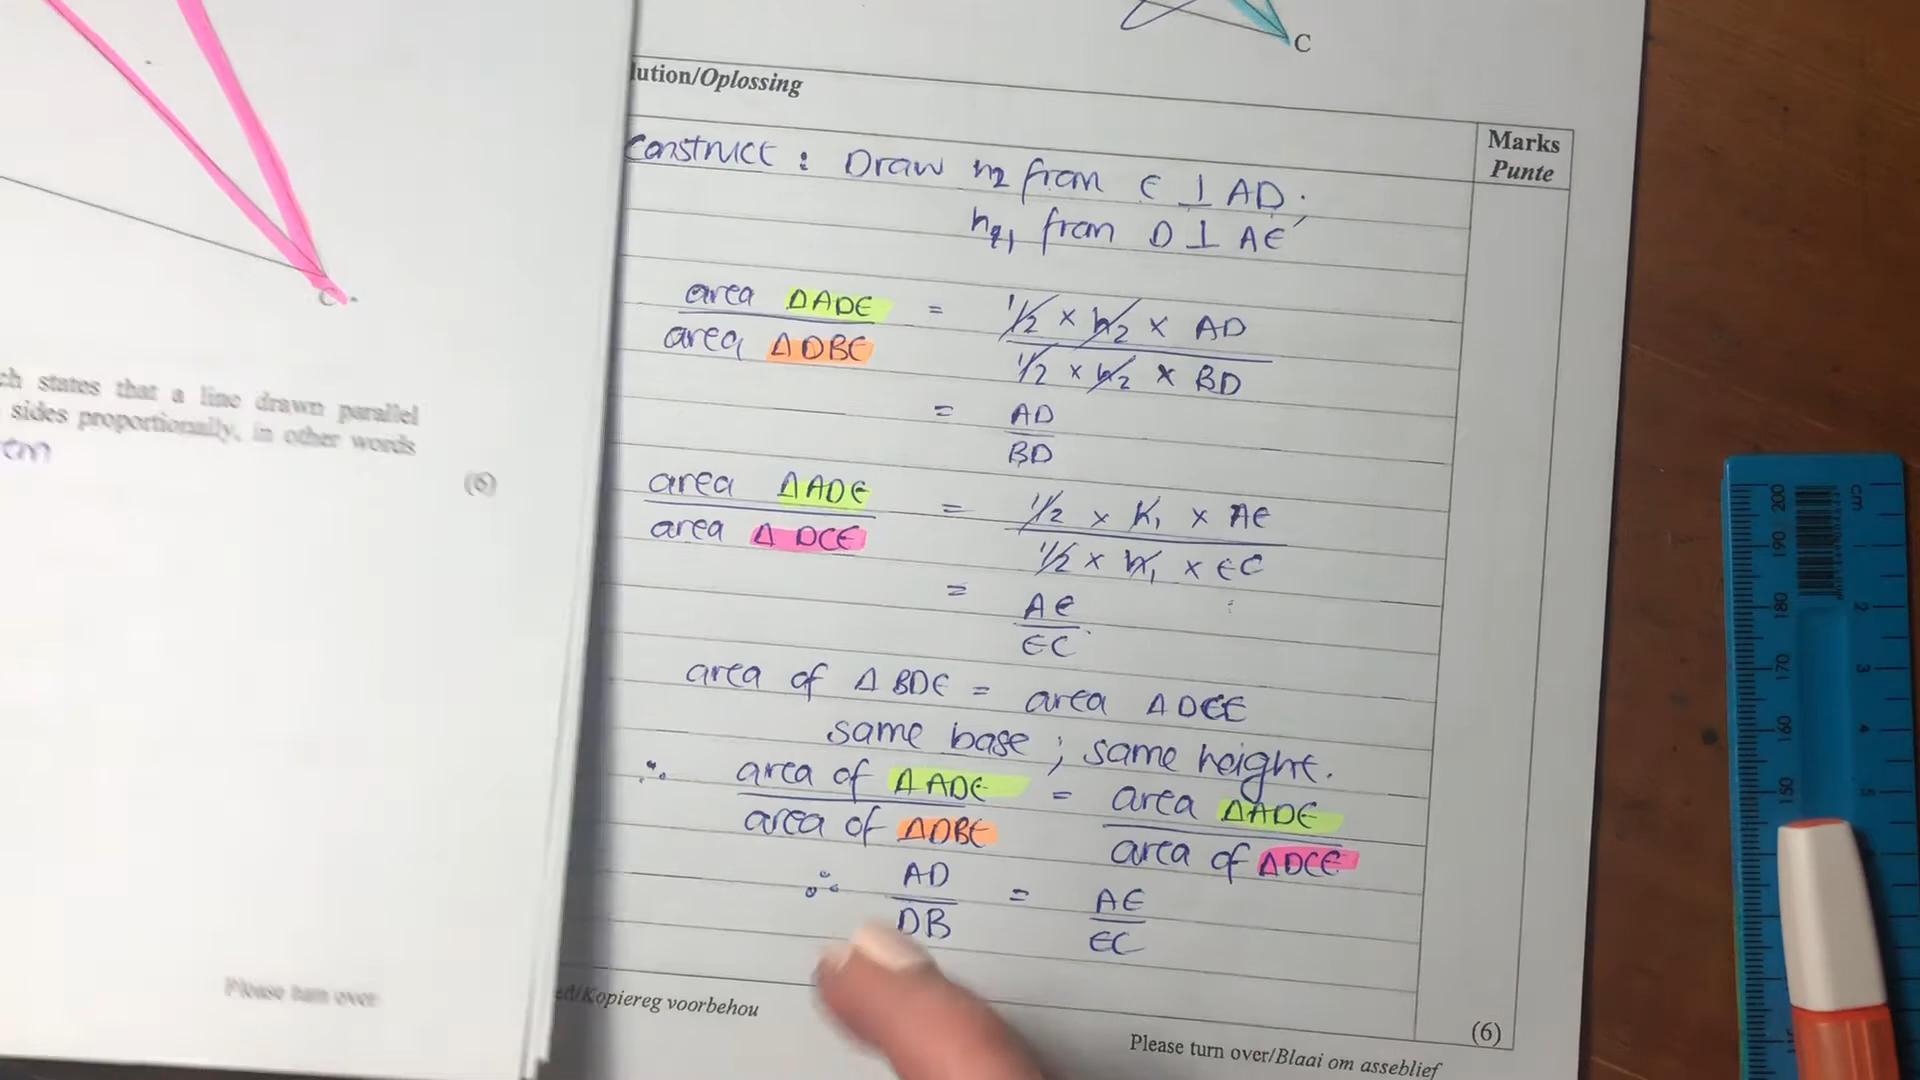 C
lution/Oplossing
Marks
Punte
Construct : Draw h2 from E ⊥ AD ;
h1 from D ⊥ AE
area ΔADE = 1/2 × h2 × AD
area ΔDBE 1/2 × h2 × BD
= AD
BD
area ΔADE = 1/2 × h1 × AE
area Δ DCE 1/2 × h1 × EC
= AE
EC
area of Δ BDE = area ΔDCE
same base ; same height.
∴ area of ΔADE = area ΔADE
area of ΔDBE area of ΔDCE
∴ AD = AE
DB EC
(6)
ed/Kopiereg voorbehou
Please turn over/Blaai om asseblief
C
ch states that a line drawn parallel
sides proportionally, in other words
(6)
Please turn over
cm
200
190
180
170
160
150
2
3
4
5